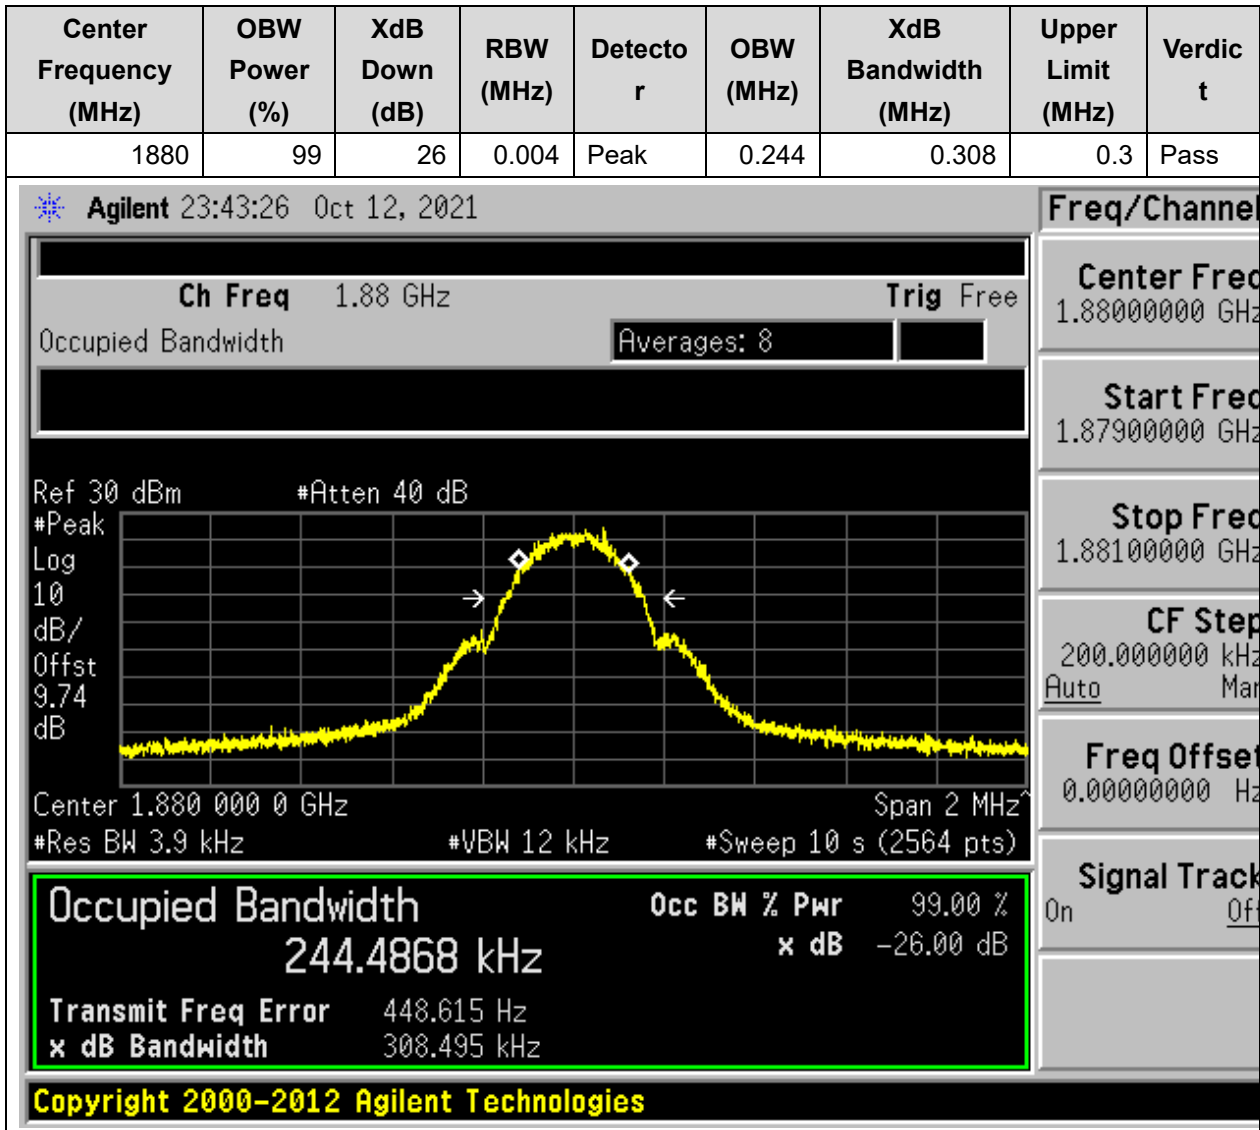 Center Frequency (MHz) OBW Power (%) XdB Down (dB) RBW (MHz) Detecto r OBW (MHz) XdB Bandwidth (MHz) Upper Limit (MHz) Verdic t
1880 99 26 0.004 Peak 0.244 0.308 0.3 Pass
Agilent 23:43:26 Oct 12, 2021
Ch Freq 1.88 GHz Trig Free
Occupied Bandwidth Averages: 8
Ref 30 dBm #Atten 40 dB
#Peak
Log
10
dB/
Offst
9.74
dB
Center 1.880 000 0 GHz Span 2 MHz^
#Res BW 3.9 kHz #VBW 12 kHz #Sweep 10 s (2564 pts)
Occupied Bandwidth Occ BW % Pwr 99.00 %
244.4868 kHz x dB -26.00 dB
Transmit Freq Error 448.615 Hz
x dB Bandwidth 308.495 kHz
Copyright 2000-2012 Agilent Technologies
Freq/Channel
Center Freq
1.88000000 GHz
Start Freq
1.87900000 GHz
Stop Freq
1.88100000 GHz
CF Step
200.000000 kHz
Auto Man
Freq Offset
0.00000000 Hz
Signal Track
On Off